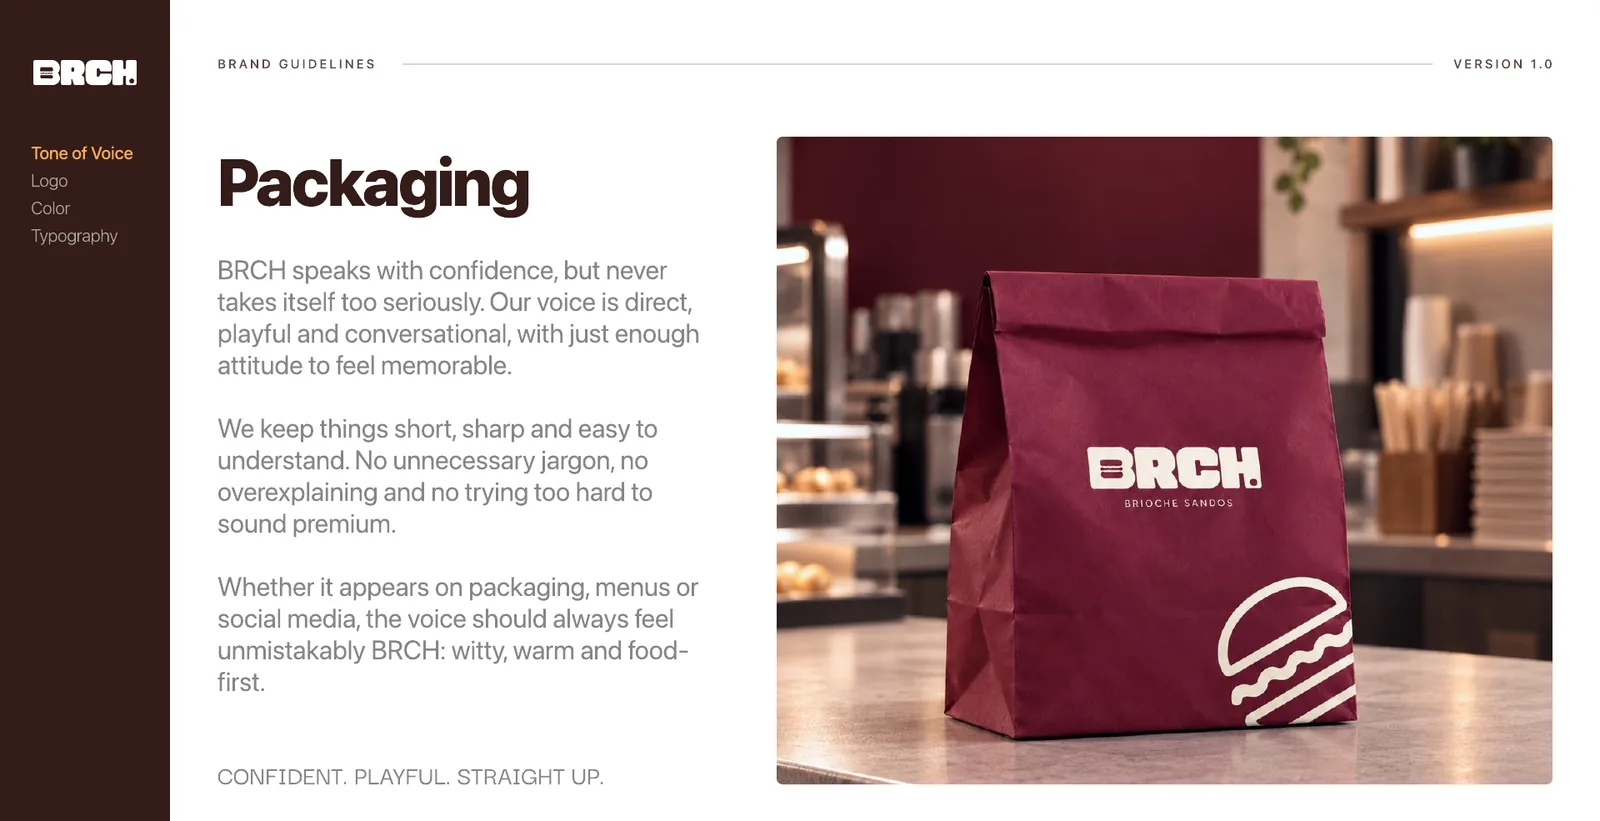 BRCH.
Tone of Voice
Logo
Color
Typography
BRAND GUIDELINES
VERSION 1.0
Packaging
BRCH speaks with confidence, but never
takes itself too seriously. Our voice is direct,
playful and conversational, with just enough
attitude to feel memorable.
We keep things short, sharp and easy to
understand. No unnecessary jargon, no
overexplaining and no trying too hard to
sound premium.
Whether it appears on packaging, menus or
social media, the voice should always feel
unmistakably BRCH: witty, warm and food-
first.
CONFIDENT. PLAYFUL. STRAIGHT UP.
BRCH.
BRIOCHE SANDOS